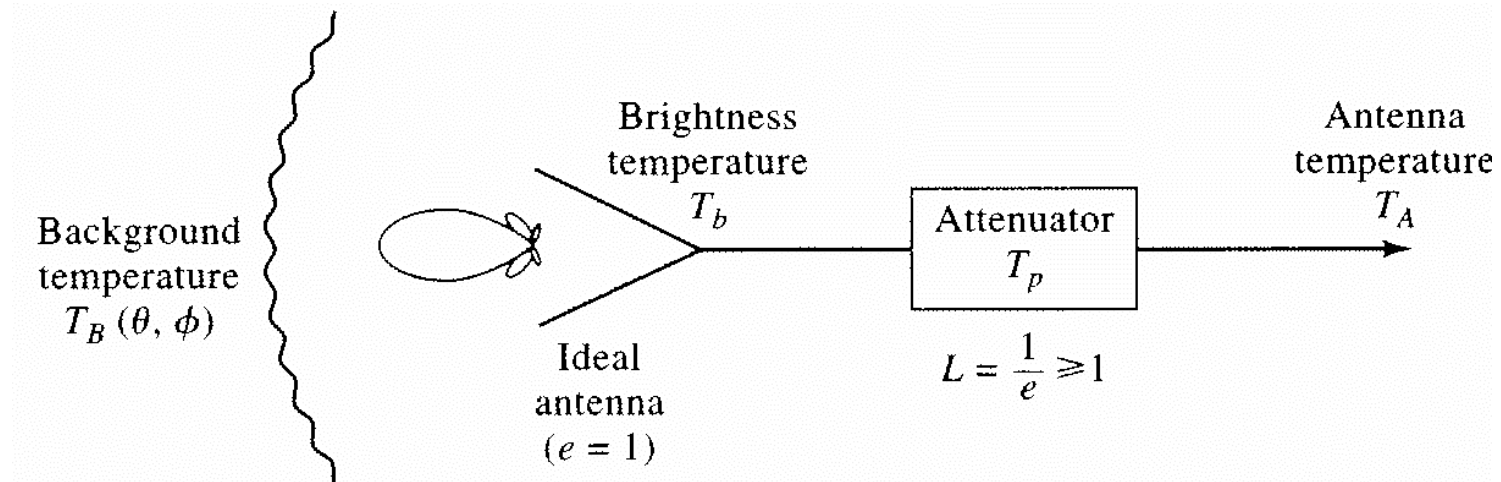 Background
temperature
T_B (θ, ϕ)
Ideal
antenna
(e = 1)
Brightness
temperature
T_b
Attenuator
T_p
L = 1/e ⩾ 1
Antenna
temperature
T_A